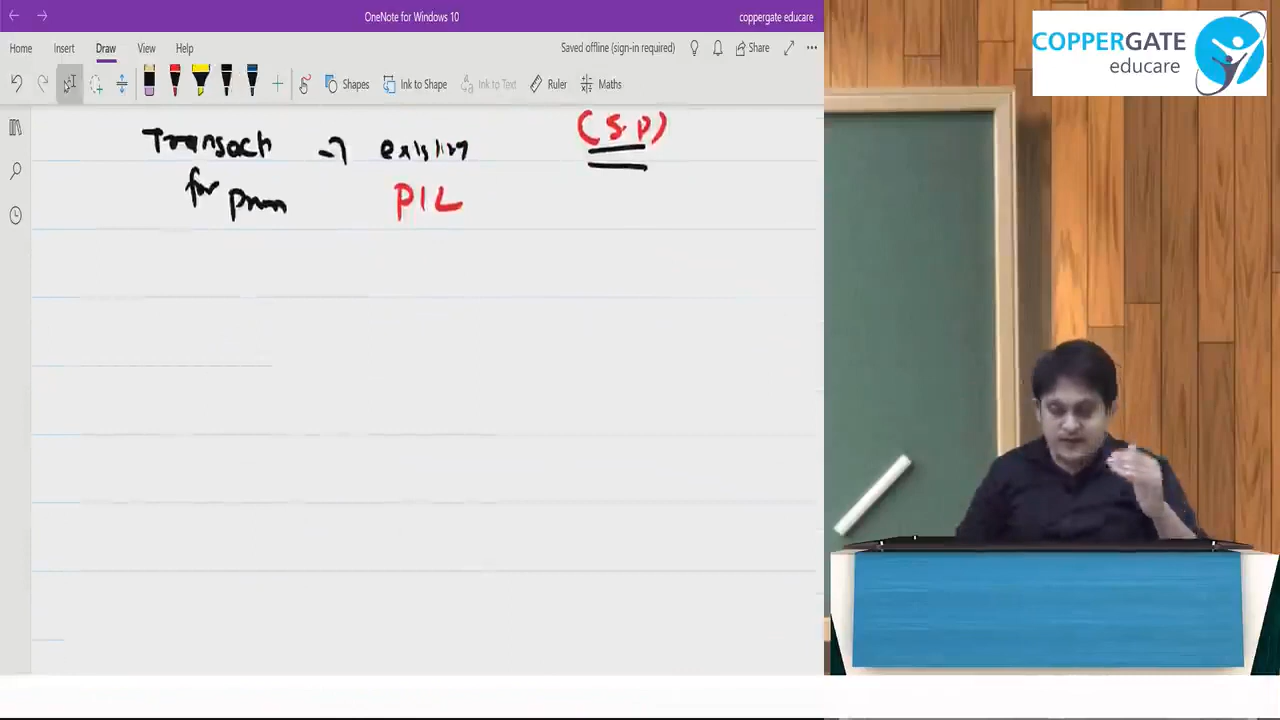 OneNote for Windows 10
coppergate educare
Home Insert Draw View Help
Saved offline (sign-in required) Share
Shapes Ink to Shape Ink to Text Ruler Maths
COPPERGATE
educare
Transact → existing (S.P)
for
PIL